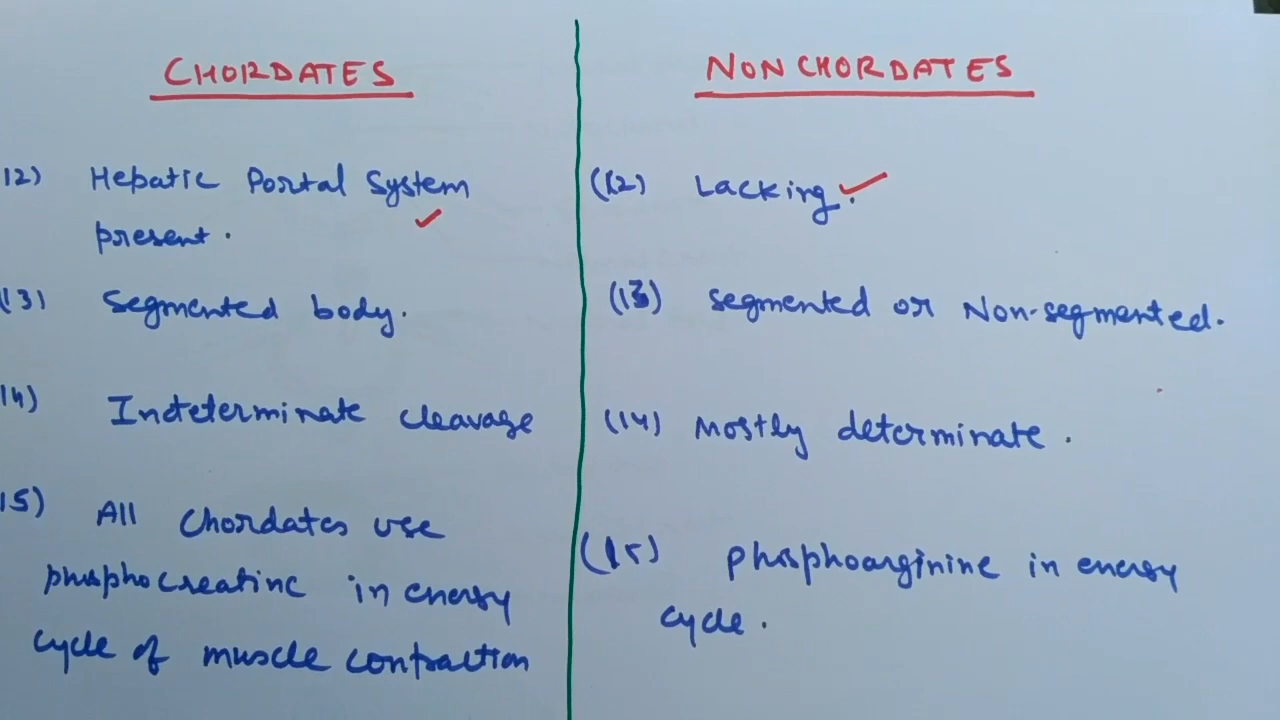 CHORDATES
12) Hepatic Portal System
present.
13) Segmented body.
14) Indeterminate cleavage
15) All Chordates use
phosphocreatine in energy
cycle of muscle contraction
NONCHORDATES
(12) Lacking.
(13) Segmented or Non-segmented.
(14) Mostly determinate.
(15) phosphoarginine in energy
cycle.